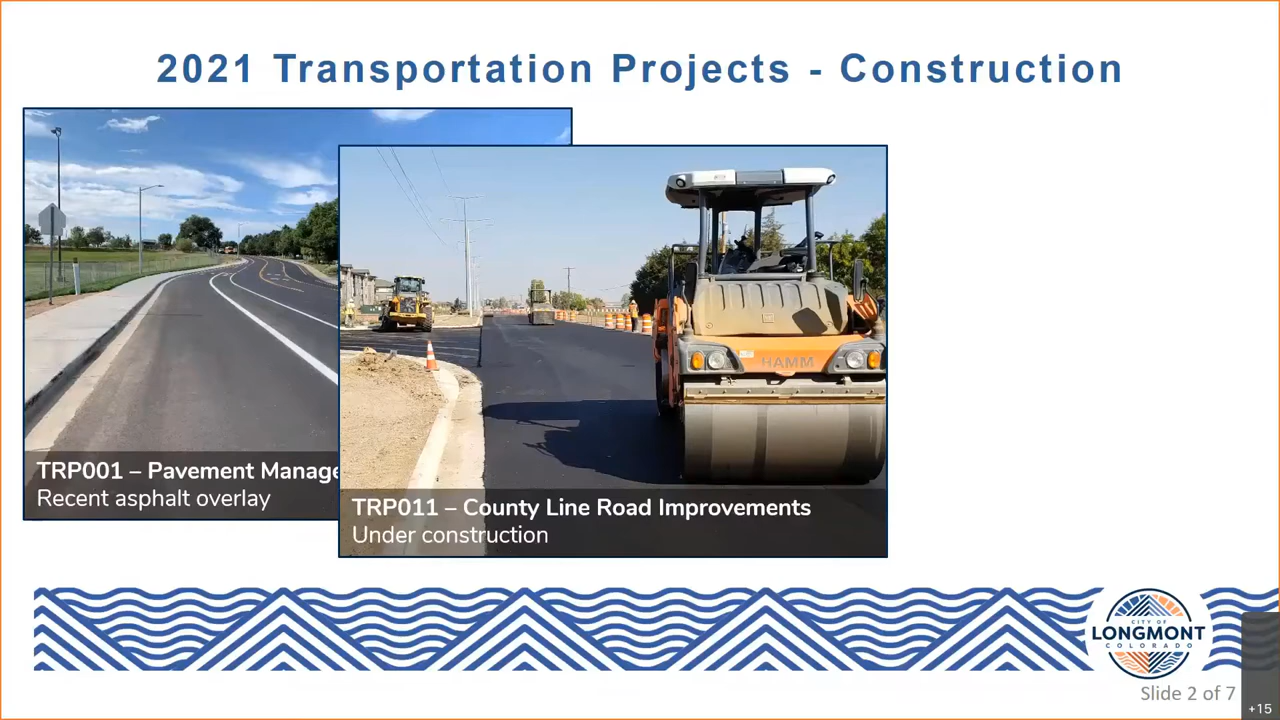 2021 Transportation Projects - Construction
TRP001 – Pavement Manage
Recent asphalt overlay
HAMM
TRP011 – County Line Road Improvements
Under construction
CITY OF
LONGMONT
COLORADO
Slide 2 of 7
+15